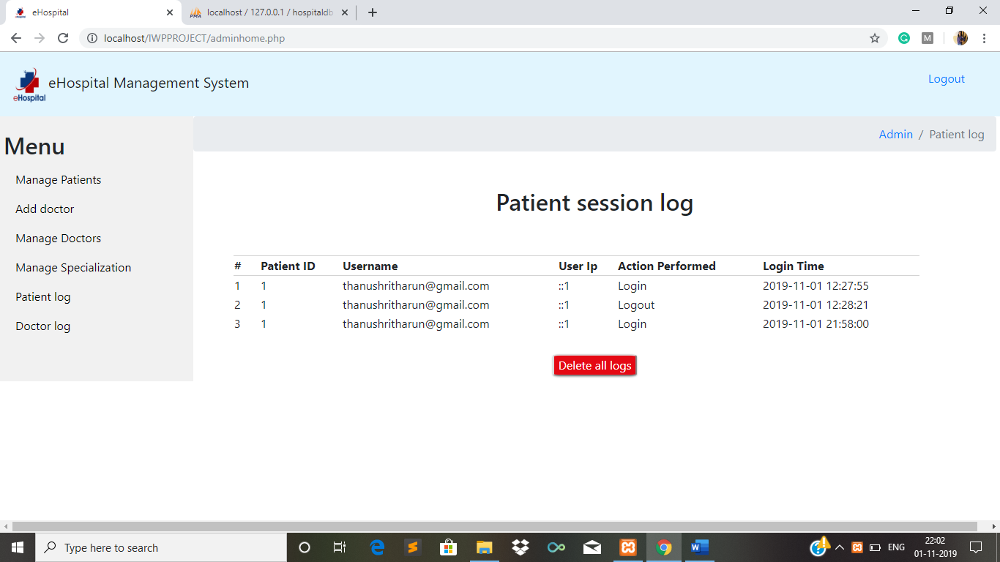 eHospital
localhost / 127.0.0.1 / hospitaldb
localhost/IWPPROJECT/adminhome.php
M
eHospital
eHospital Management System
Logout
Menu
Manage Patients
Add doctor
Manage Doctors
Manage Specialization
Patient log
Doctor log
Admin / Patient log
Patient session log
# Patient ID Username User Ip Action Performed Login Time
1 1 thanushritharun@gmail.com ::1 Login 2019-11-01 12:27:55
2 1 thanushritharun@gmail.com ::1 Logout 2019-11-01 12:28:21
3 1 thanushritharun@gmail.com ::1 Login 2019-11-01 21:58:00
Delete all logs
Type here to search
ENG
22:02
01-11-2019